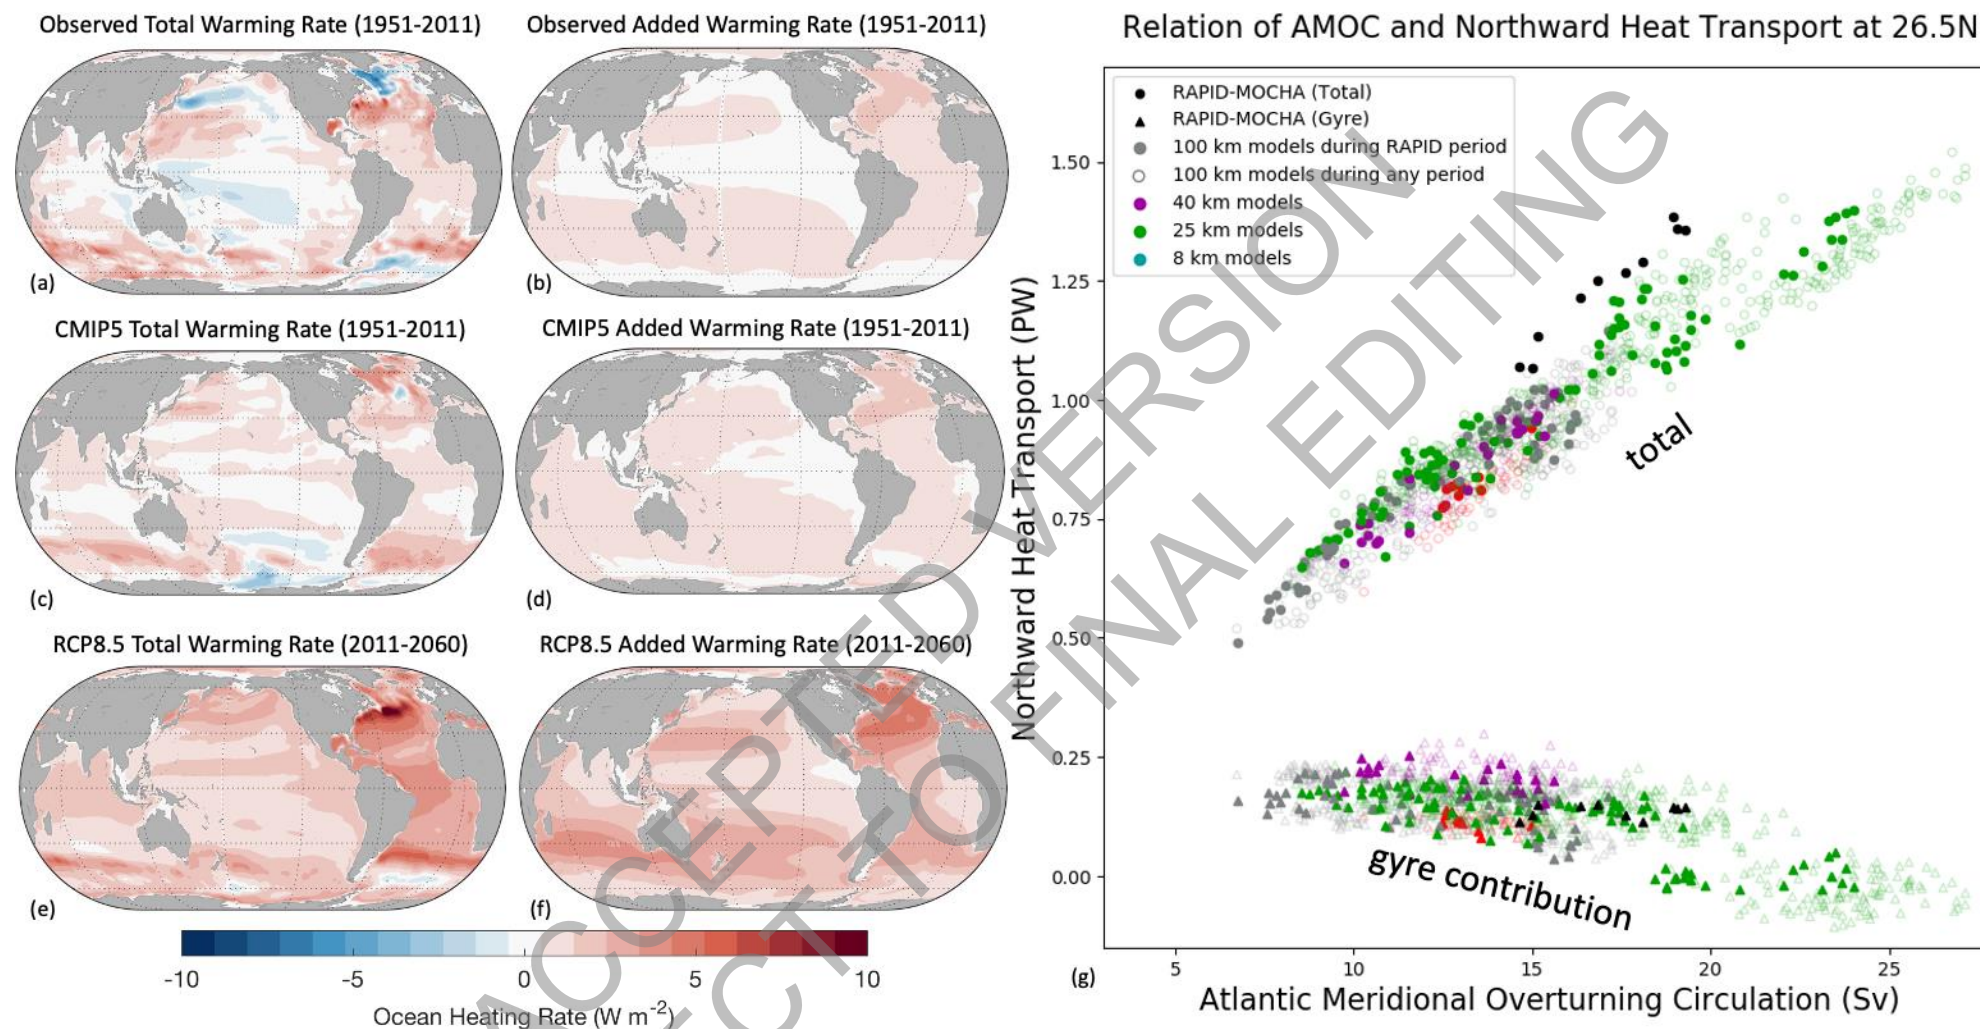 Observed Total Warming Rate (1951-2011)
Observed Added Warming Rate (1951-2011)
(a)
(b)
CMIP5 Total Warming Rate (1951-2011)
CMIP5 Added Warming Rate (1951-2011)
(c)
(d)
RCP8.5 Total Warming Rate (2011-2060)
RCP8.5 Added Warming Rate (2011-2060)
(e)
(f)
-10 -5 0 5 10
Ocean Heating Rate (W m-2)
Relation of AMOC and Northward Heat Transport at 26.5N
RAPID-MOCHA (Total)
RAPID-MOCHA (Gyre)
100 km models during RAPID period
100 km models during any period
40 km models
25 km models
8 km models
Northward Heat Transport (PW)
1.50
1.25
1.00
0.75
0.50
0.25
0.00
total
gyre contribution
(g)
5 10 15 20 25
Atlantic Meridional Overturning Circulation (Sv)
ACCEPTED VERSION
CT TO FINAL EDITING